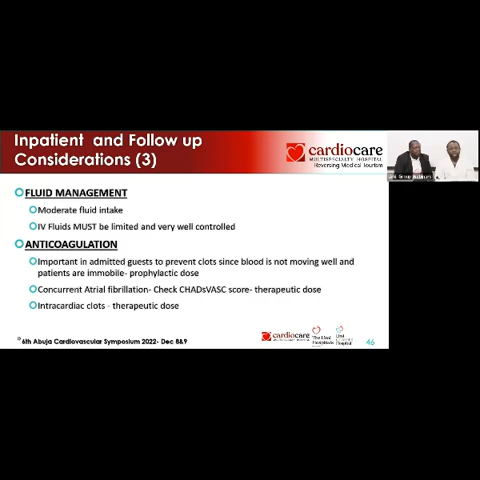 Inpatient and Follow up
Considerations (3)
cardiocare
MULTISPECIALTY HOSPITAL
Reversing Medical Tourism
FLUID MANAGEMENT
Moderate fluid intake
IV Fluids MUST be limited and very well controlled
ANTICOAGULATION
Important in admitted guests to prevent clots since blood is not moving well and
patients are immobile- prophylactic dose
Concurrent Atrial fibrillation- Check CHADsVASC score- therapeutic dose
Intracardiac clots - therapeutic dose
6th Abuja Cardiovascular Symposium 2022- Dec 8&9
cardiocare
46